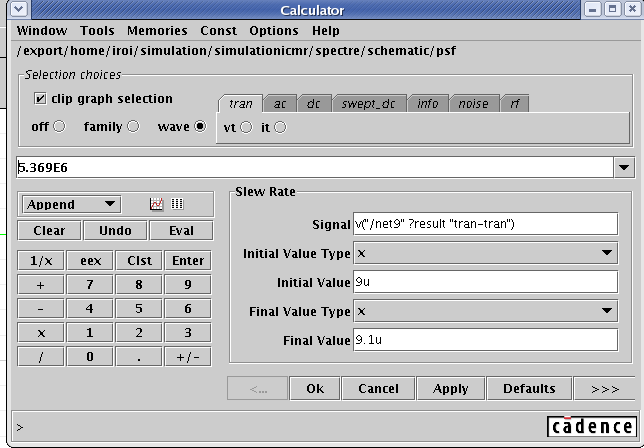 Calculator
Window Tools Memories Const Options Help
/export/home/iroi/simulation/simulationicmr/spectre/schematic/psf
Selection choices
clip graph selection
tran ac dc swept_dc info noise rf
off family wave vt it
5.369E6
Append
Clear Undo Eval
1/x eex Clst Enter
+ 7 8 9
- 4 5 6
x 1 2 3
/ 0 . +/-
Slew Rate
Signal v("/net9" ?result "tran-tran")
Initial Value Type x
Initial Value 9u
Final Value Type x
Final Value 9.1u
<... Ok Cancel Apply Defaults >>>
>
cādence